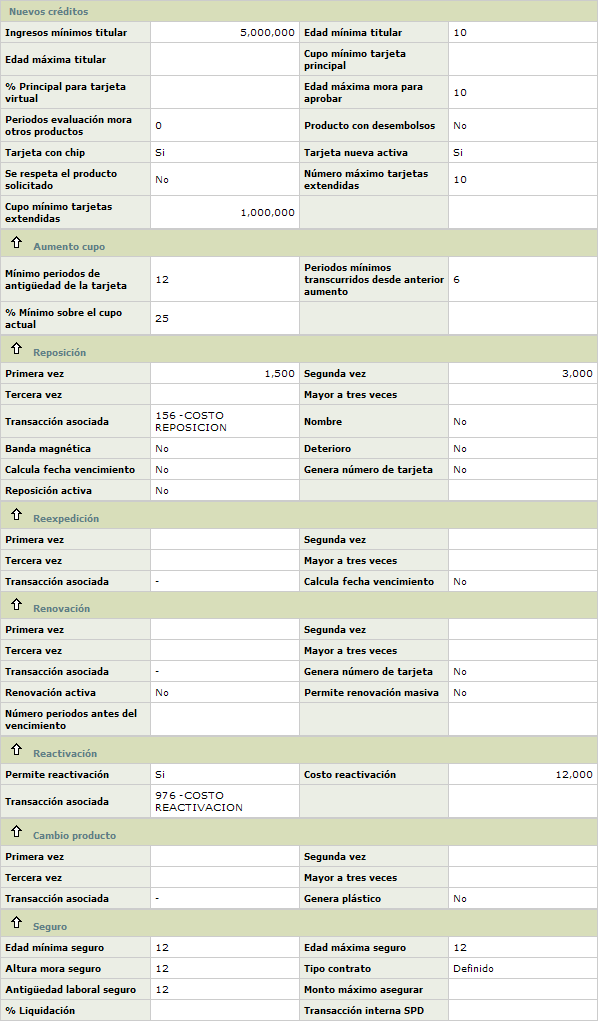 Nuevos créditos
Ingresos mínimos titular 5,000,000 Edad mínima titular 10
Edad máxima titular Cupo mínimo tarjeta
principal
% Principal para tarjeta
virtual Edad máxima mora para
aprobar 10
Periodos evaluación mora
otros productos 0 Producto con desembolsos No
Tarjeta con chip Si Tarjeta nueva activa Si
Se respeta el producto
solicitado No Número máximo tarjetas
extendidas 10
Cupo mínimo tarjetas
extendidas 1,000,000
Aumento cupo
Mínimo periodos de
antigüedad de la tarjeta 12 Periodos mínimos
transcurridos desde anterior
aumento 6
% Mínimo sobre el cupo
actual 25
Reposición
Primera vez 1,500 Segunda vez 3,000
Tercera vez Mayor a tres veces
Transacción asociada 156 -COSTO
REPOSICION Nombre No
Banda magnética No Deterioro No
Calcula fecha vencimiento No Genera número de tarjeta No
Reposición activa No
Reexpedición
Primera vez Segunda vez
Tercera vez Mayor a tres veces
Transacción asociada - Calcula fecha vencimiento No
Renovación
Primera vez Segunda vez
Tercera vez Mayor a tres veces
Transacción asociada - Genera número de tarjeta No
Renovación activa No Permite renovación masiva No
Número periodos antes del
vencimiento
Reactivación
Permite reactivación Si Costo reactivación 12,000
Transacción asociada 976 -COSTO
REACTIVACION
Cambio producto
Primera vez Segunda vez
Tercera vez Mayor a tres veces
Transacción asociada - Genera plástico No
Seguro
Edad mínima seguro 12 Edad máxima seguro 12
Altura mora seguro 12 Tipo contrato Definido
Antigüedad laboral seguro 12 Monto máximo asegurar
% Liquidación Transacción interna SPD